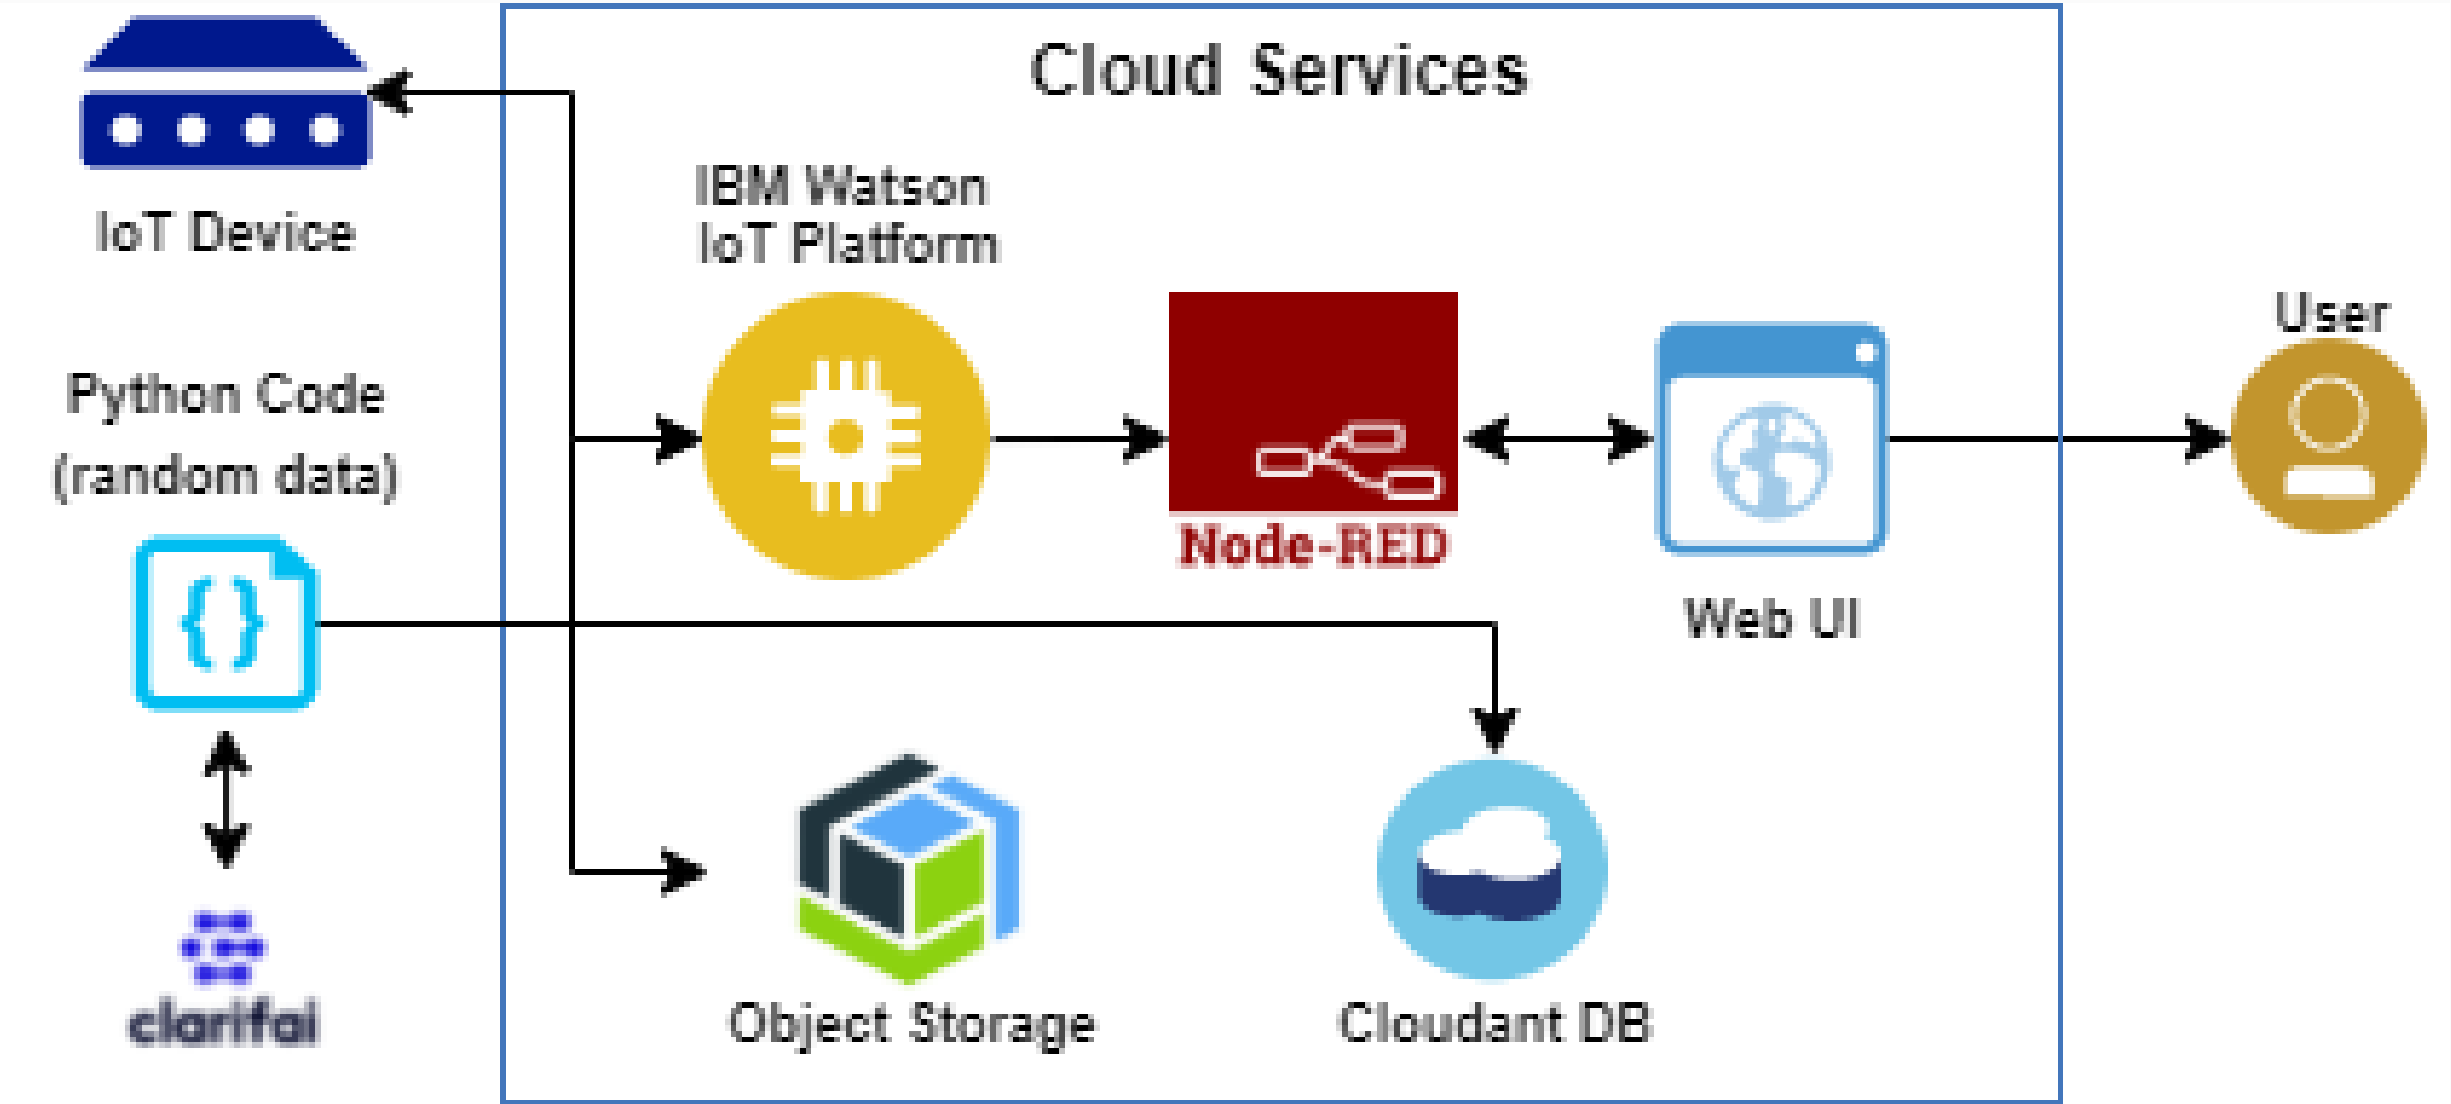 Cloud Services
IoT Device
IBM Watson
IoT Platform
Python Code
(random data)
Node-RED
Web UI
User
clarifai
Object Storage
Cloudant DB